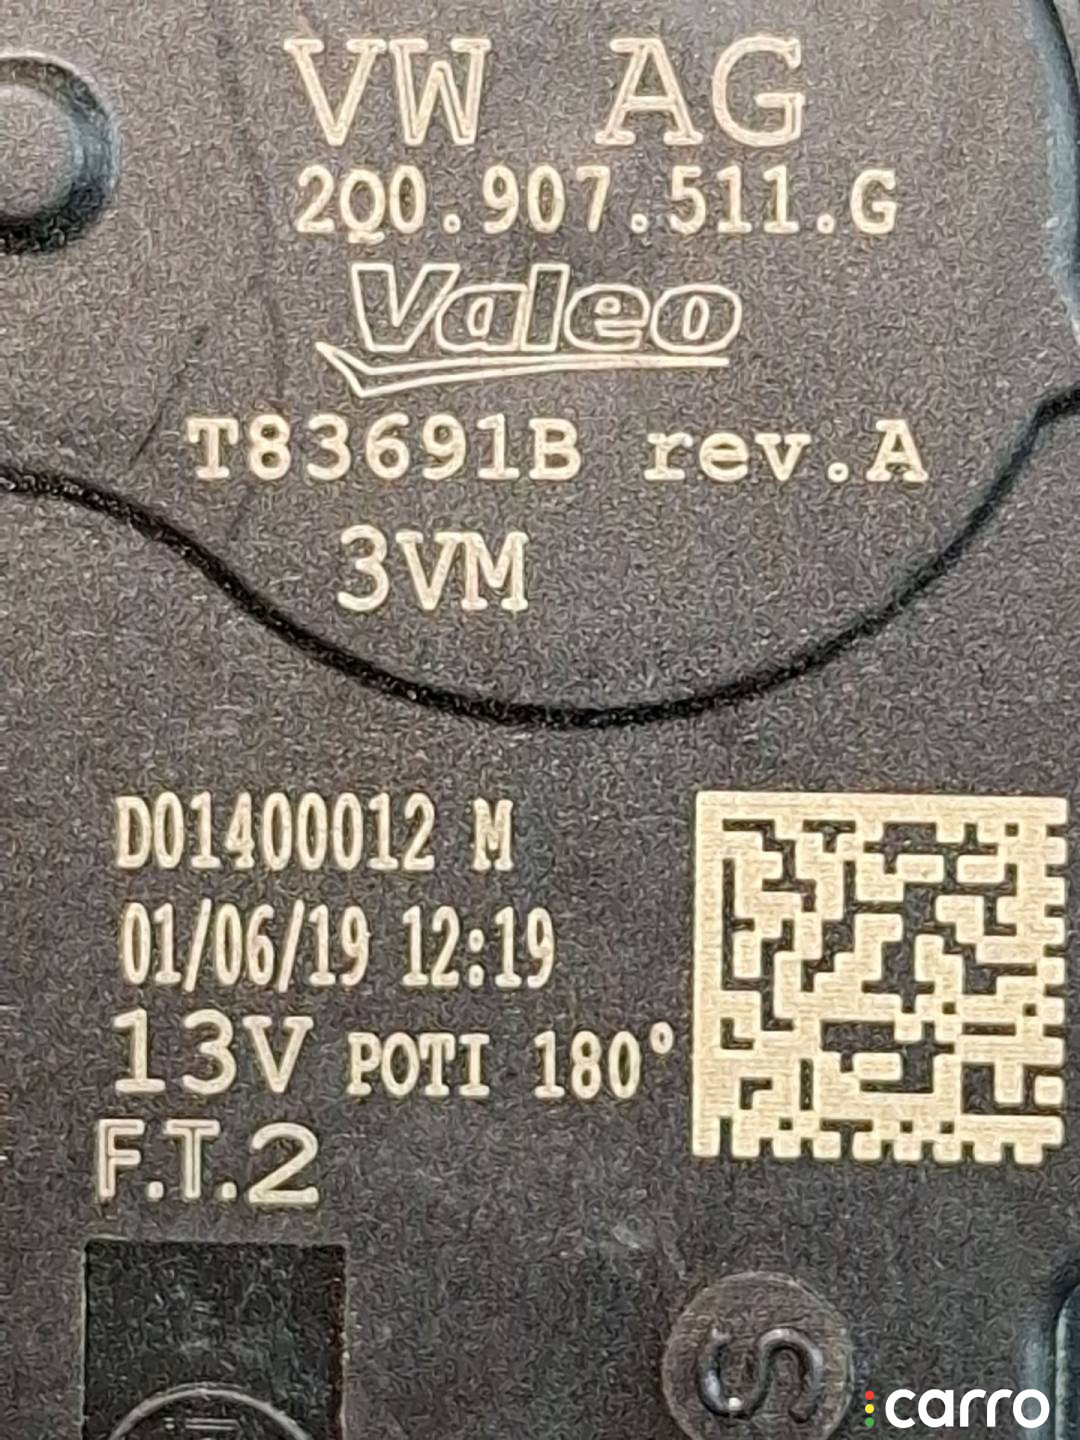 VW AG
2Q0.907.511.G
Valeo
T83691B rev.A
3VM
D01400012 M
01/06/19 12:19
13V POTI 180°
F.T.2
S
carro